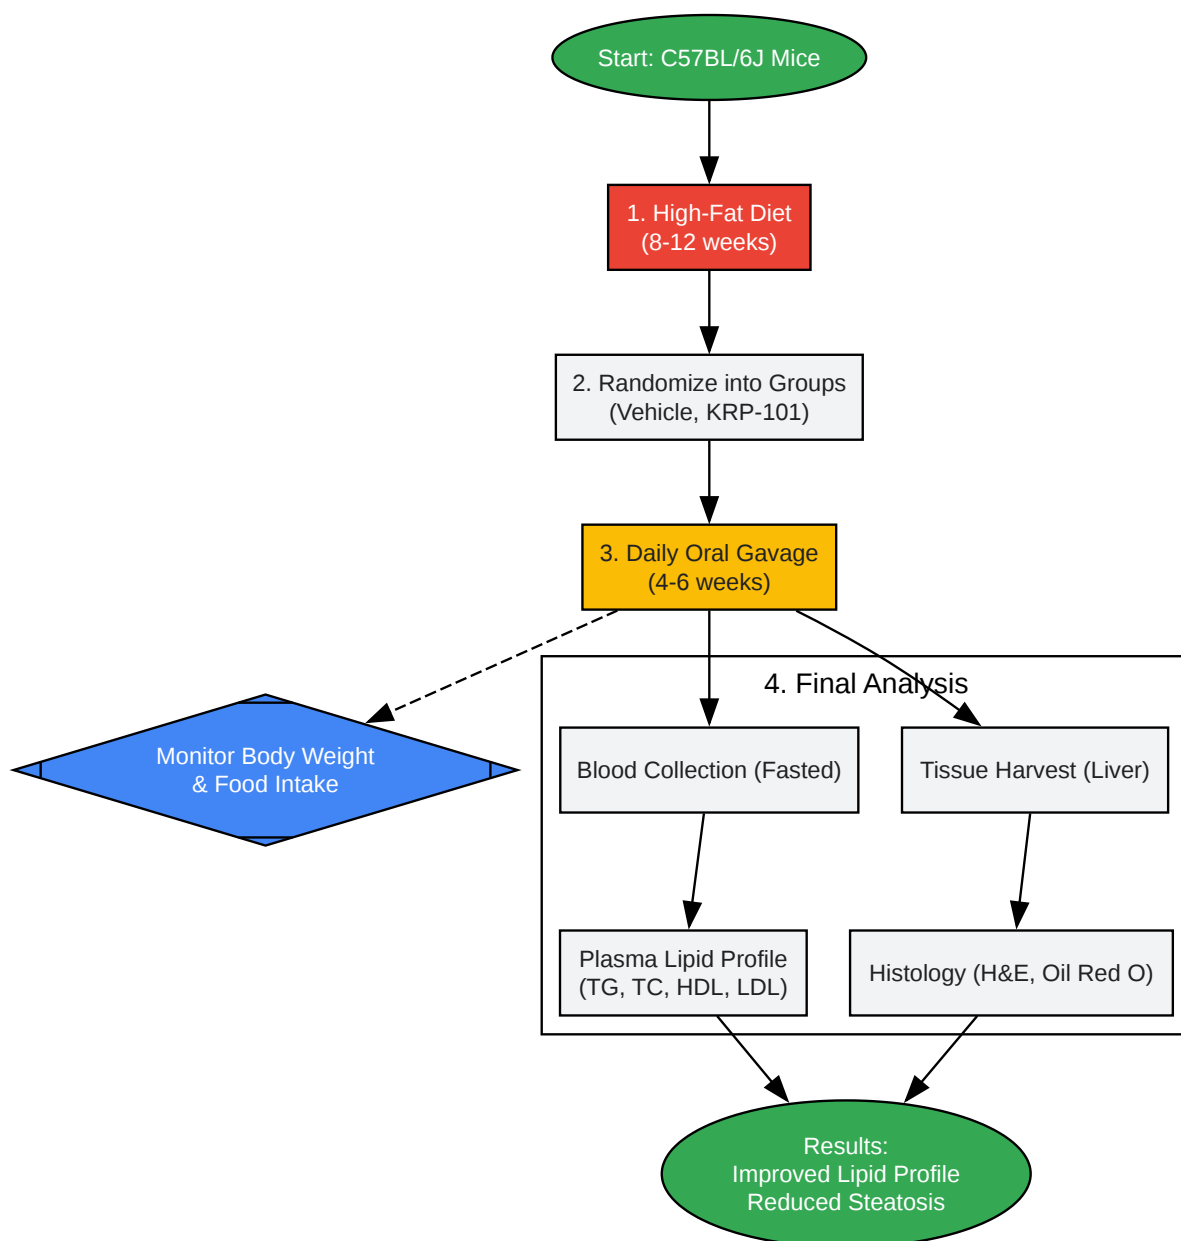 Start: C57BL/6J Mice
1. High-Fat Diet
(8-12 weeks)
2. Randomize into Groups
(Vehicle, KRP-101)
3. Daily Oral Gavage
(4-6 weeks)
4. Final Analysis
Monitor Body Weight
& Food Intake
Blood Collection (Fasted)
Tissue Harvest (Liver)
Plasma Lipid Profile
(TG, TC, HDL, LDL)
Histology (H&E, Oil Red O)
Results:
Improved Lipid Profile
Reduced Steatosis